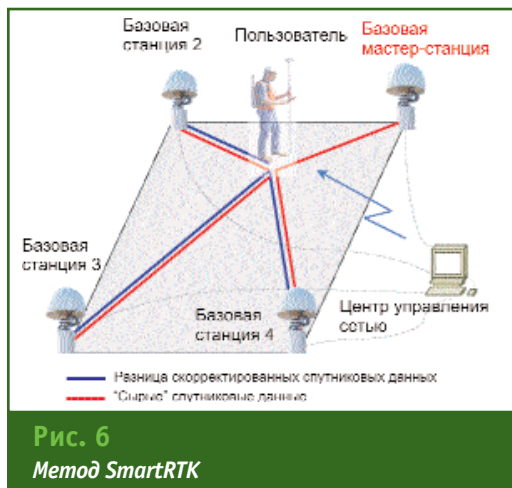 Базовая
станция 2
Пользователь
Базовая
мастер-станция
Базовая
станция 3
Базовая
станция 4
Центр управления
сетью
Разница скорректированных спутниковых данных
"Сырые" спутниковые данные
Рис. 6
Метод SmartRTK